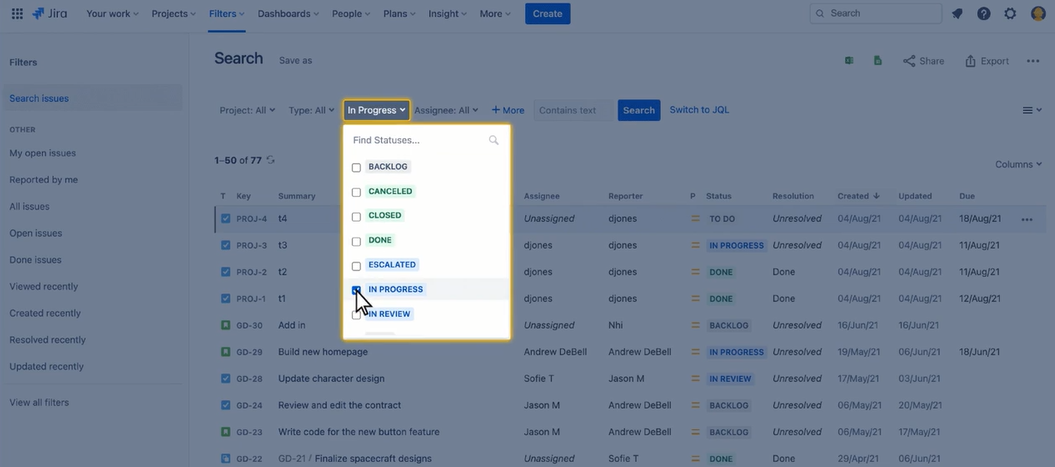 Jira Your work Projects Filters Dashboards People Plans Insight More Create Search
Filters
Search issues
OTHER
My open issues
Reported by me
All issues
Open issues
Done issues
Viewed recently
Created recently
Resolved recently
Updated recently
View all filters
Search Save as Share Export
Project: All Type: All In Progress Assignee: All + More Contains text Search Switch to JQL
Find Statuses...
BACKLOG
CANCELED
CLOSED
DONE
ESCALATED
IN PROGRESS
IN REVIEW
1–50 of 77 Columns
T Key Summary Assignee Reporter P Status Resolution Created Updated Due
PROJ-4 t4 Unassigned djones TO DO Unresolved 04/Aug/21 04/Aug/21 18/Aug/21
PROJ-3 t3 djones djones IN PROGRESS Unresolved 04/Aug/21 04/Aug/21 11/Aug/21
PROJ-2 t2 djones djones DONE Done 04/Aug/21 04/Aug/21 11/Aug/21
PROJ-1 t1 djones djones DONE Done 04/Aug/21 04/Aug/21 12/Aug/21
GD-30 Add in Unassigned Nhi BACKLOG Unresolved 16/Jun/21 16/Jun/21
GD-29 Build new homepage Andrew DeBell Andrew DeBell IN PROGRESS Unresolved 19/May/21 06/Jun/21 18/Jun/21
GD-28 Update character design Sofie T Jason M IN REVIEW Unresolved 17/May/21 03/Jun/21
GD-24 Review and edit the contract Jason M Andrew DeBell BACKLOG Unresolved 06/May/21 20/May/21
GD-23 Write code for the new button feature Jason M Andrew DeBell BACKLOG Unresolved 06/May/21 17/May/21
GD-22 GD-21 / Finalize spacecraft designs Unassigned Sofie T DONE Done 29/Apr/21 06/Jun/21